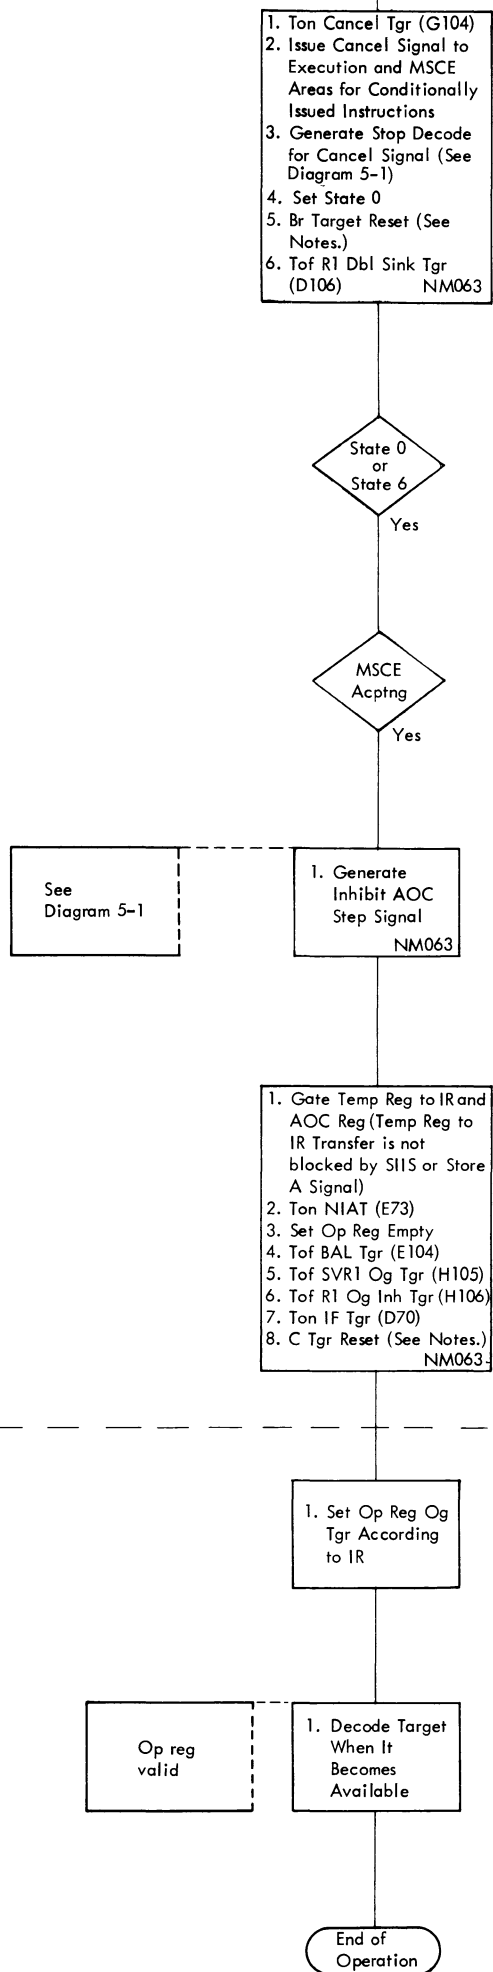 1. Ton Cancel Tgr (G104)
2. Issue Cancel Signal to
Execution and MSCE
Areas for Conditionally
Issued Instructions
3. Generate Stop Decode
for Cancel Signal (See
Diagram 5-1)
4. Set State 0
5. Br Target Reset (See
Notes.)
6. Tof R1 Dbl Sink Tgr
(D106) NM063
State 0
or
State 6
Yes
MSCE
Acptng
Yes
See
Diagram 5-1
1. Generate
Inhibit AOC
Step Signal
NM063
1. Gate Temp Reg to IR and
AOC Reg (Temp Reg to
IR Transfer is not
blocked by SIIS or Store
A Signal)
2. Ton NIAT (E73)
3. Set Op Reg Empty
4. Tof BAL Tgr (E104)
5. Tof SVR1 Og Tgr (H105)
6. Tof R1 Og Inh Tgr (H106)
7. Ton IF Tgr (D70)
8. C Tgr Reset (See Notes.)
NM063
1. Set Op Reg Og
Tgr According
to IR
Op reg
valid
1. Decode Target
When It
Becomes
Available
End of
Operation